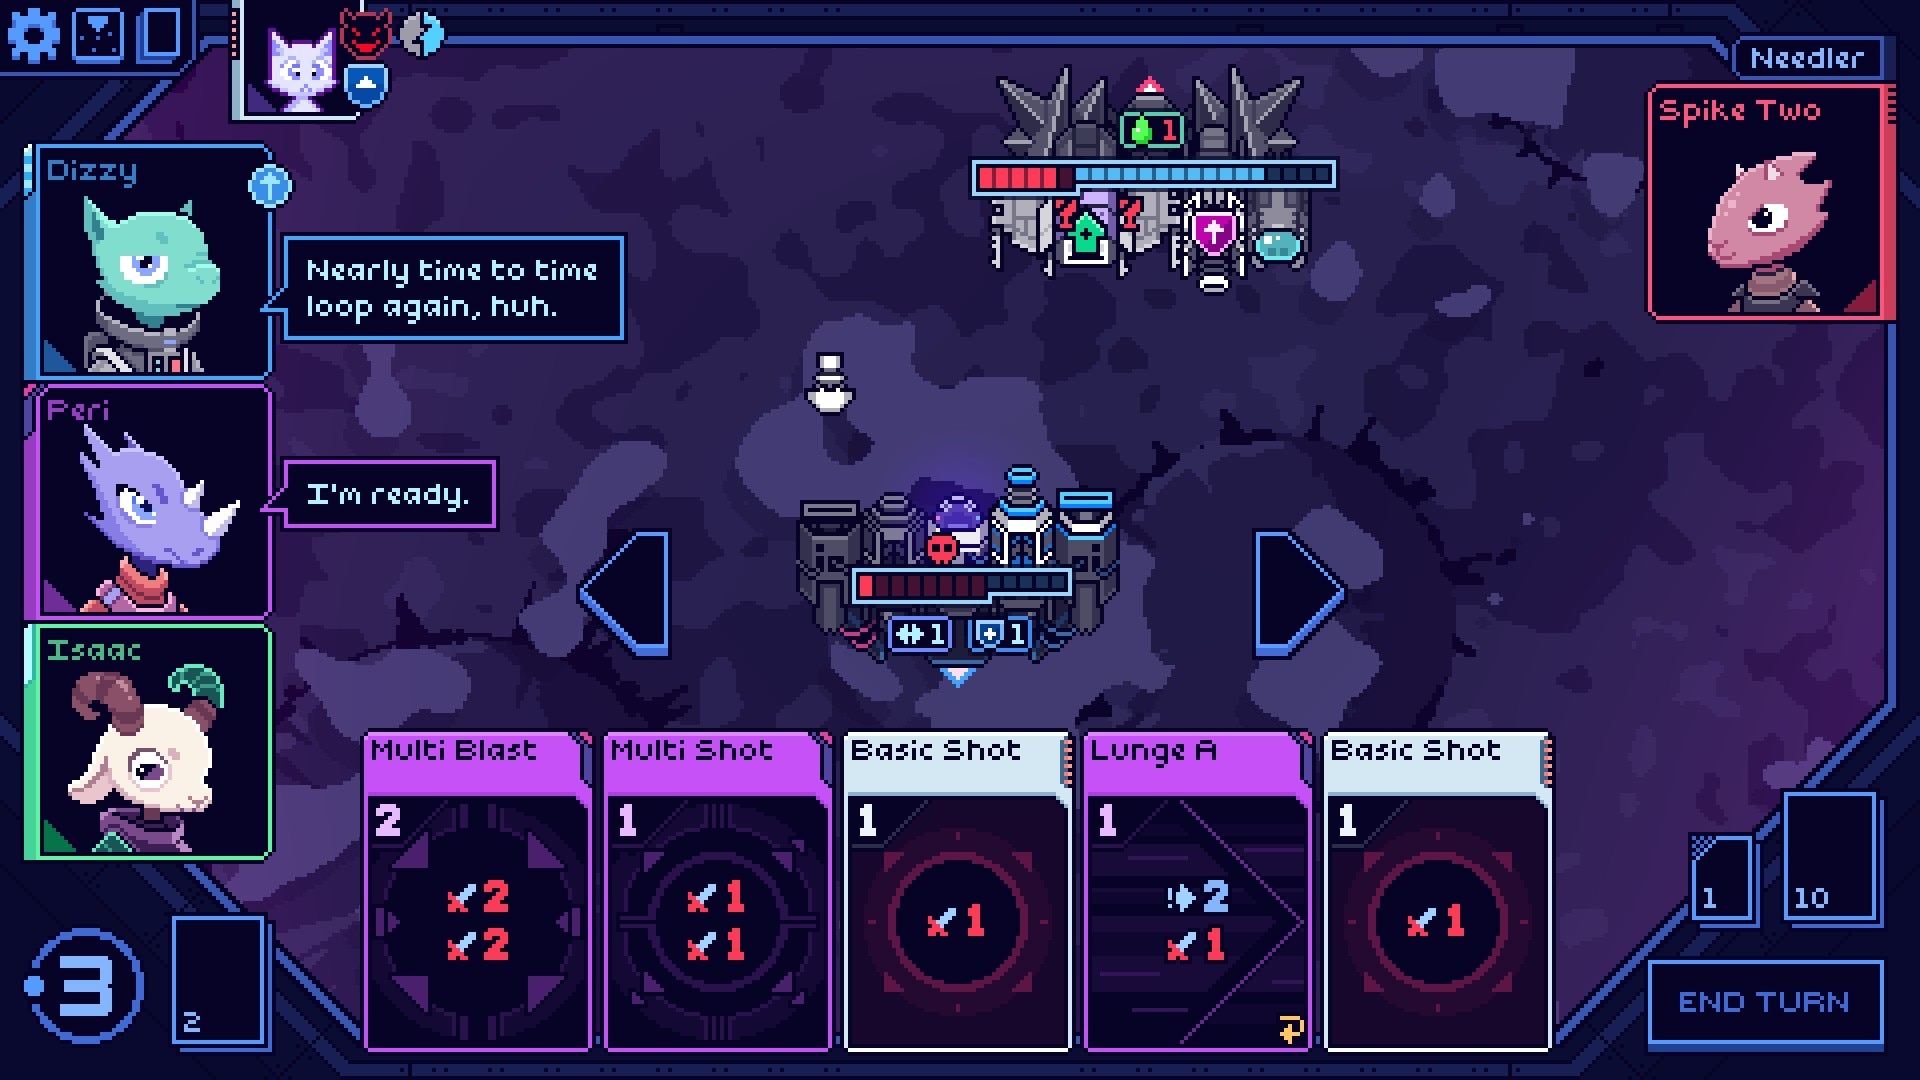 Needler
Spike Two
1
Dizzy
Nearly time to time
loop again, huh.
Peri
I'm ready.
1
1
Isaac
Multi Blast
2
2
2
Multi Shot
1
1
1
Basic Shot
1
1
Lunge A
1
2
1
Basic Shot
1
1
3
2
1
10
END TURN